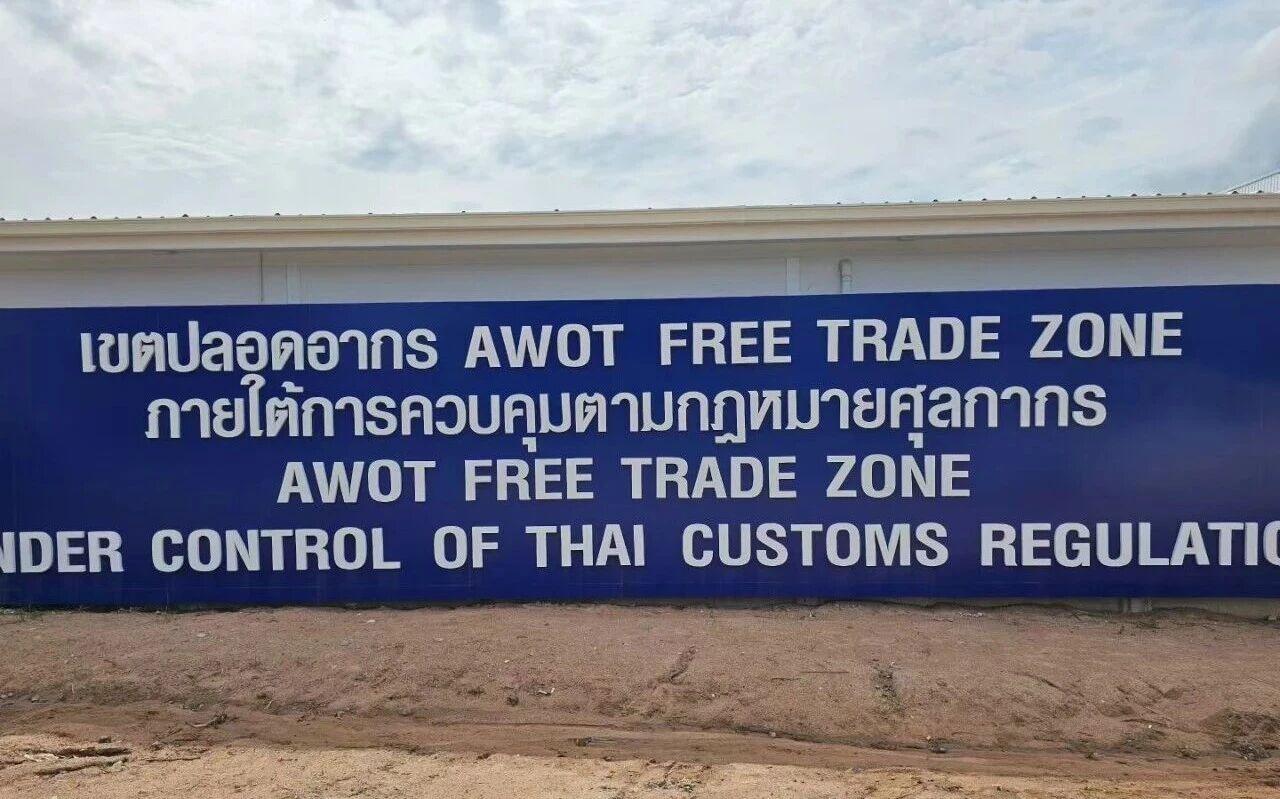 เขตปลอดอากร AWOT FREE TRADE ZONE
ภายใต้การควบคุมตามกฎหมายศุลกากร
AWOT FREE TRADE ZONE
NDER CONTROL OF THAI CUSTOMS REGULATIO